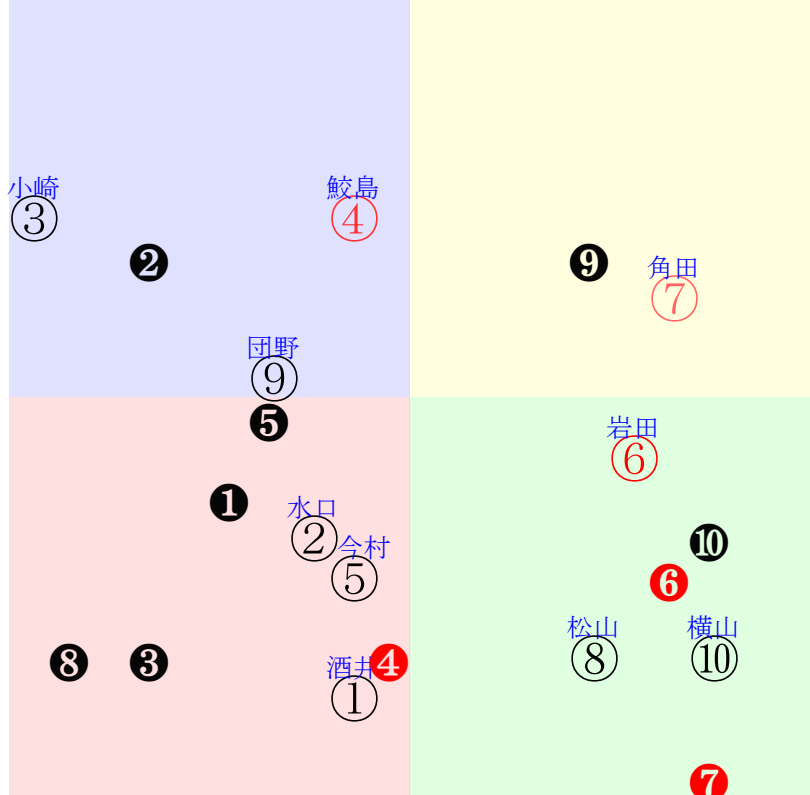 小崎
③
鮫島
④
❷
❾
角田
⑦
団野
⑨
❺
岩田
⑥
❶
水口
②
今村
⑤
❿
❻
松山
⑧
横山
⑩
❽
❸
酒井
①
❹
❼